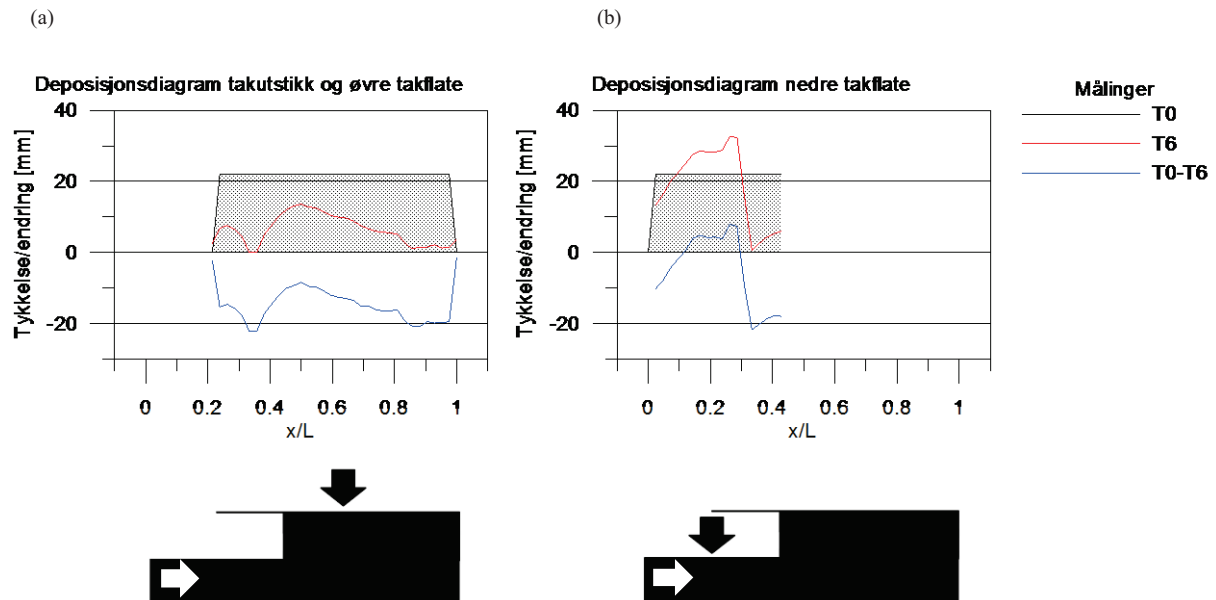 (a)
Deposisjonsdiagram takutstikk og øvre takflate
Tykkelse/endring [mm]
40
20
0
-20
0 0.2 0.4 0.6 0.8 1
x/L
(b)
Deposisjonsdiagram nedre takflate
Tykkelse/endring [mm]
40
20
0
-20
0 0.2 0.4 0.6 0.8 1
x/L
Målinger
T0
T6
T0-T6